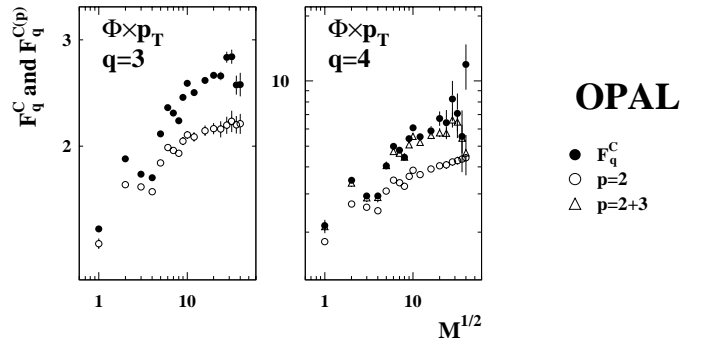 F_q^C and F_q^{C(p)}
Φ×p_T
q=3
3
2
1
10
Φ×p_T
q=4
10
1
10
M^{1/2}
OPAL
F_q^C
p=2
p=2+3